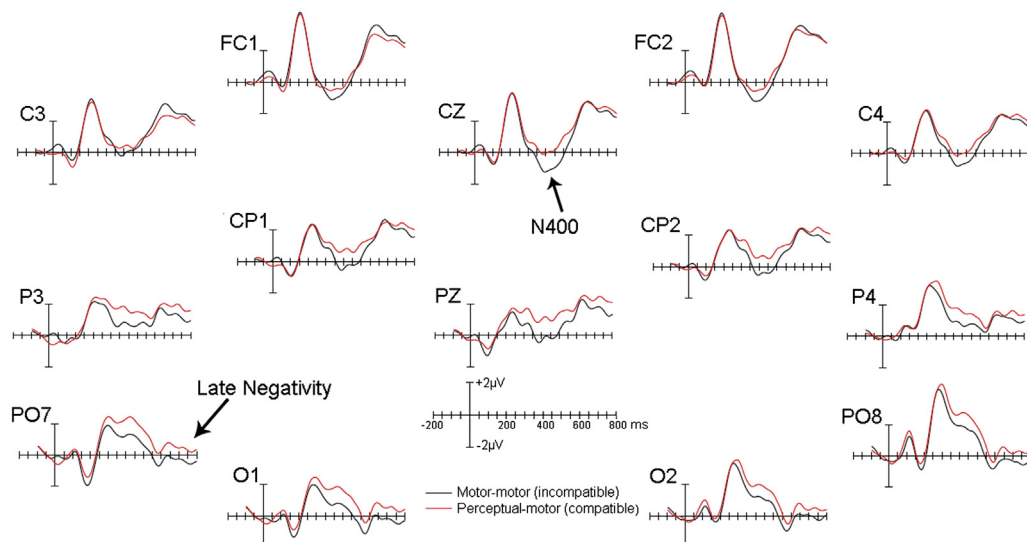 FC1
FC2
C3
CZ
C4
N400
CP1
CP2
P3
PZ
P4
Late Negativity
PO7
+2µV
-200 200 400 600 800 ms
-2µV
PO8
O1
O2
Motor-motor (incompatible)
Perceptual-motor (compatible)